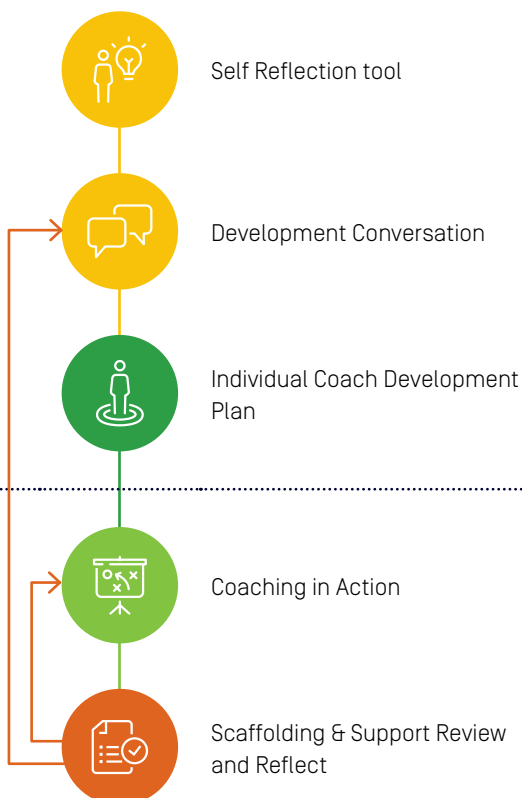 Self Reflection tool
Development Conversation
Individual Coach Development
Plan
Coaching in Action
Scaffolding & Support Review
and Reflect